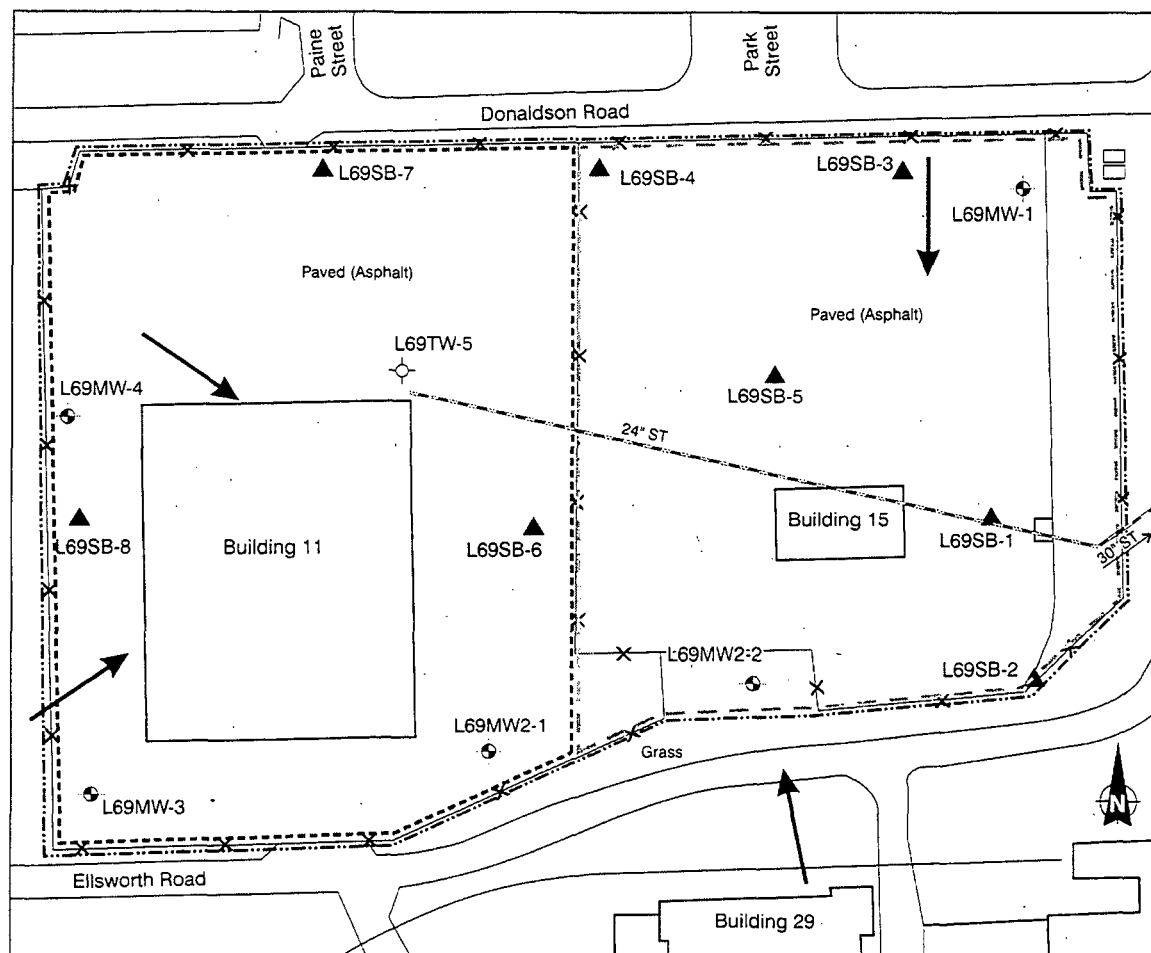 Paine
Street
Park
Street
Donaldson Road
L69SB-7
L69SB-4
L69SB-3
L69MW-1
Paved (Asphalt)
Paved (Asphalt)
L69TW-5
L69MW-4
L69SB-5
24" ST
Building 15
L69SB-1
L69SB-8
Building 11
L69SB-6
30" ST
L69MW2-2
L69SB-2
L69MW2-1
Grass
L69MW-3
N
Ellsworth Road
Building 29